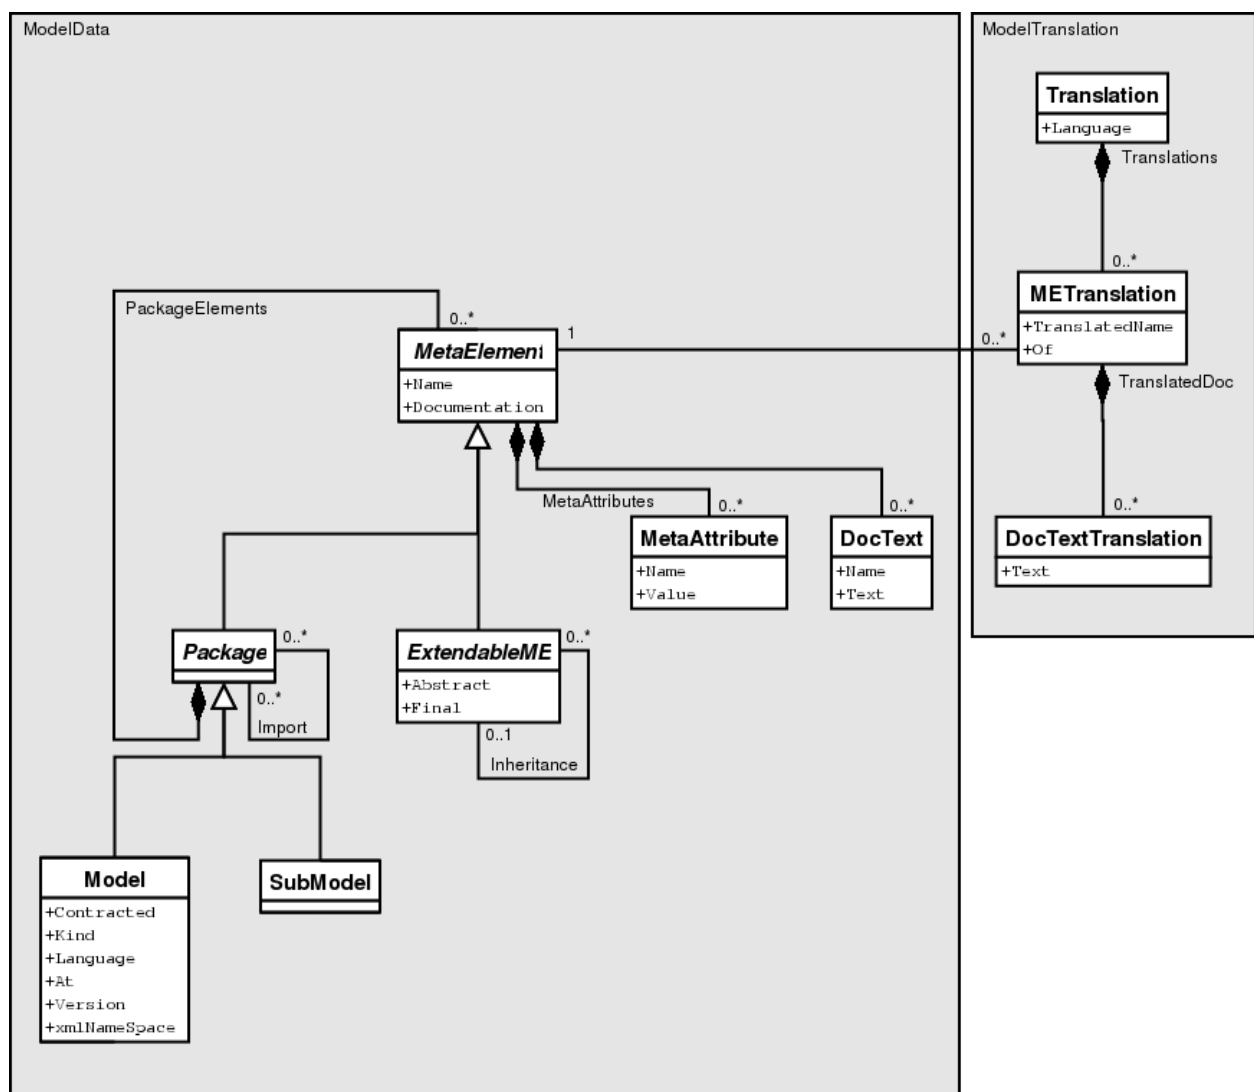 ModelData
ModelTranslation
Translation
+Language
Translations
0..*
METranslation
+TranslatedName
+Of
TranslatedDoc
0..*
DocTextTranslation
+Text
PackageElements
0..*
1
0..*
MetaElement
+Name
+Documentation
MetaAttributes
0..*
0..*
MetaAttribute
+Name
+Value
DocText
+Name
+Text
0..*
Package
0..*
Import
0..*
ExtendableME
+Abstract
+Final
0..1
Inheritance
Model
+Contracted
+Kind
+Language
+At
+Version
+xmlNameSpace
SubModel